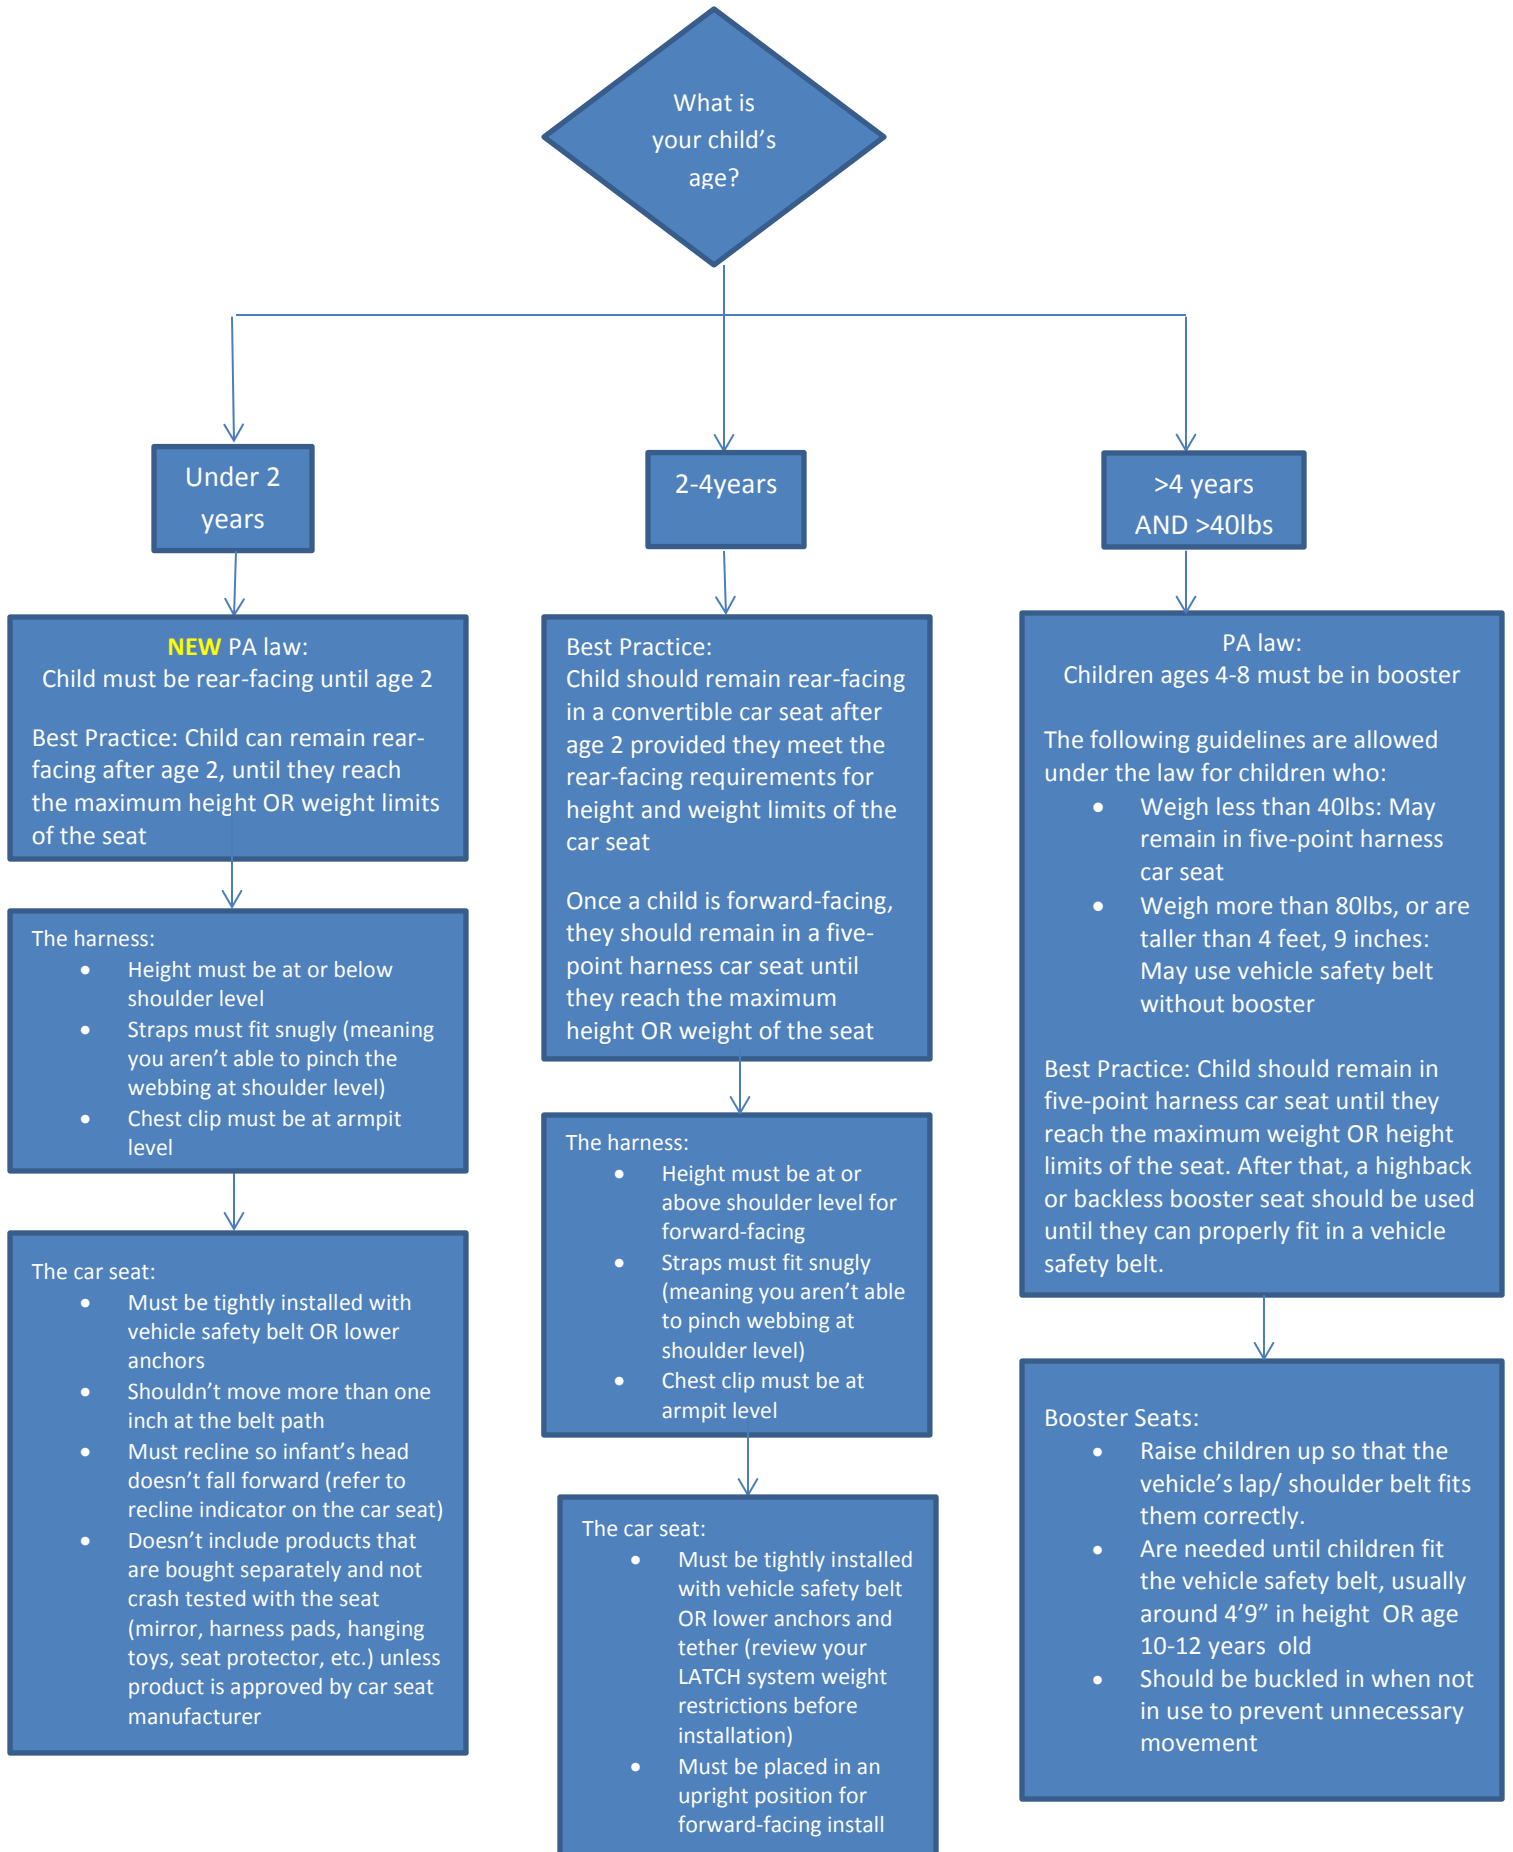 What is
your child's
age?
Under 2
years
NEW PA law:
Child must be rear-facing until age 2
Best Practice: Child can remain rear-
facing after age 2, until they reach
the maximum height OR weight limits
of the seat
The harness:
• Height must be at or below
shoulder level
• Straps must fit snugly (meaning
you aren't able to pinch the
webbing at shoulder level)
• Chest clip must be at armpit
level
The car seat:
• Must be tightly installed with
vehicle safety belt OR lower
anchors
• Shouldn't move more than one
inch at the belt path
• Must recline so infant's head
doesn't fall forward (refer to
recline indicator on the car seat)
• Doesn't include products that
are bought separately and not
crash tested with the seat
(mirror, harness pads, hanging
toys, seat protector, etc.) unless
product is approved by car seat
manufacturer
2-4years
Best Practice:
Child should remain rear-facing
in a convertible car seat after
age 2 provided they meet the
rear-facing requirements for
height and weight limits of the
car seat
Once a child is forward-facing,
they should remain in a five-
point harness car seat until
they reach the maximum
height OR weight of the seat
The harness:
• Height must be at or
above shoulder level for
forward-facing
• Straps must fit snugly
(meaning you aren't able
to pinch webbing at
shoulder level)
• Chest clip must be at
armpit level
The car seat:
• Must be tightly installed
with vehicle safety belt
OR lower anchors and
tether (review your
LATCH system weight
restrictions before
installation)
• Must be placed in an
upright position for
forward-facing install
>4 years
AND >40lbs
PA law:
Children ages 4-8 must be in booster
The following guidelines are allowed
under the law for children who:
• Weigh less than 40lbs: May
remain in five-point harness
car seat
• Weigh more than 80lbs, or are
taller than 4 feet, 9 inches:
May use vehicle safety belt
without booster
Best Practice: Child should remain in
five-point harness car seat until they
reach the maximum weight OR height
limits of the seat. After that, a highback
or backless booster seat should be used
until they can properly fit in a vehicle
safety belt.
Booster Seats:
• Raise children up so that the
vehicle's lap/ shoulder belt fits
them correctly.
• Are needed until children fit
the vehicle safety belt, usually
around 4'9" in height OR age
10-12 years old
• Should be buckled in when not
in use to prevent unnecessary
movement